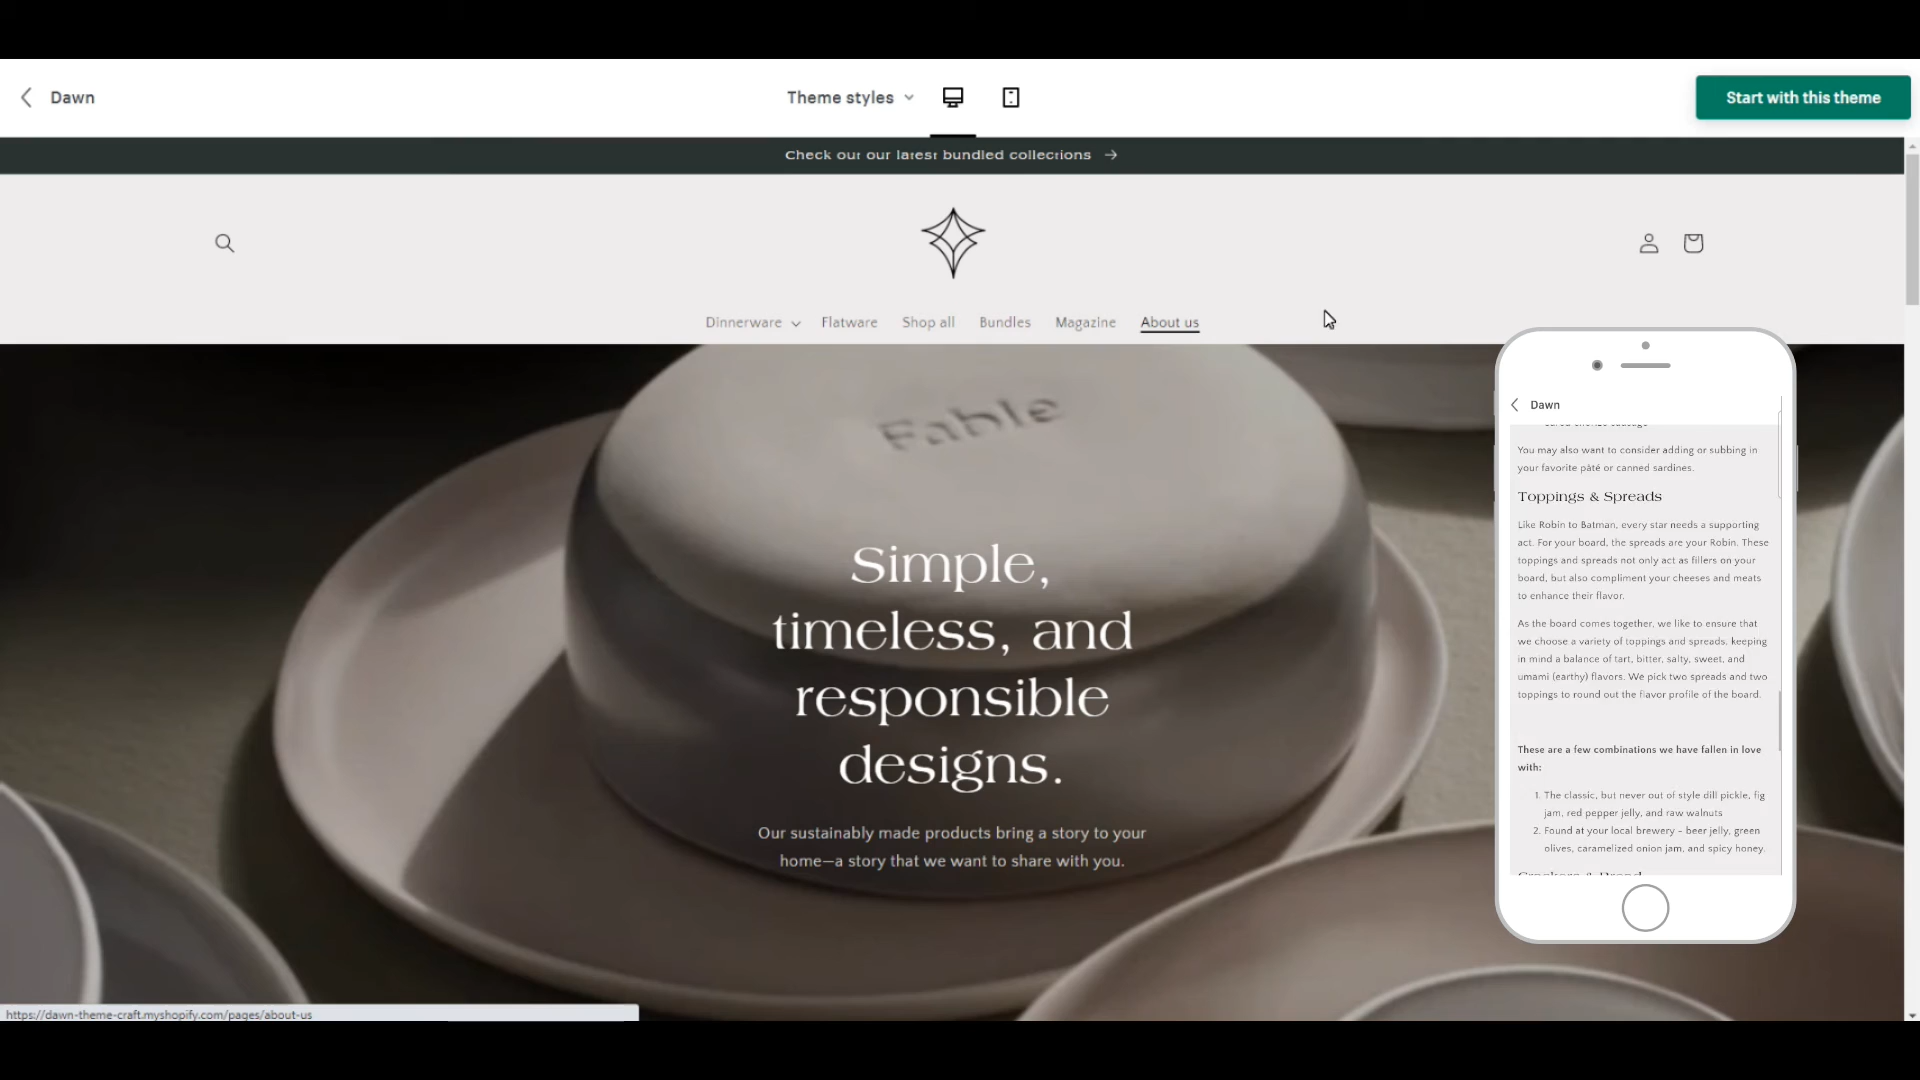 Dawn
Theme styles
Start with this theme
Check out our latest bundled collections →
Dinnerware
Flatware
Shop all
Bundles
Magazine
About us
Fable
Simple,
timeless, and
responsible
designs.
Our sustainably made products bring a story to your
home—a story that we want to share with you.
Dawn
You may also want to consider adding or subbing in
your favorite pâté or canned sardines.
Toppings & Spreads
Like Robin to Batman, every star needs a supporting
act. For your board, the spreads are your Robin. These
toppings and spreads not only act as fillers on your
board, but also compliment your cheeses and meats
to enhance their flavor.
As the board comes together, we like to ensure that
we choose a variety of toppings and spreads, keeping
in mind a balance of tart, bitter, salty, sweet, and
umami (earthy) flavors. We pick two spreads and two
toppings to round out the flavor profile of the board.
These are a few combinations we have fallen in love
with:
1. The classic, but never out of style dill pickle, fig
jam, red pepper jelly, and raw walnuts
2. Found at your local brewery - beer jelly, green
olives, caramelized onion jam, and spicy honey.
https://dawn-theme-craft.myshopify.com/pages/about-us